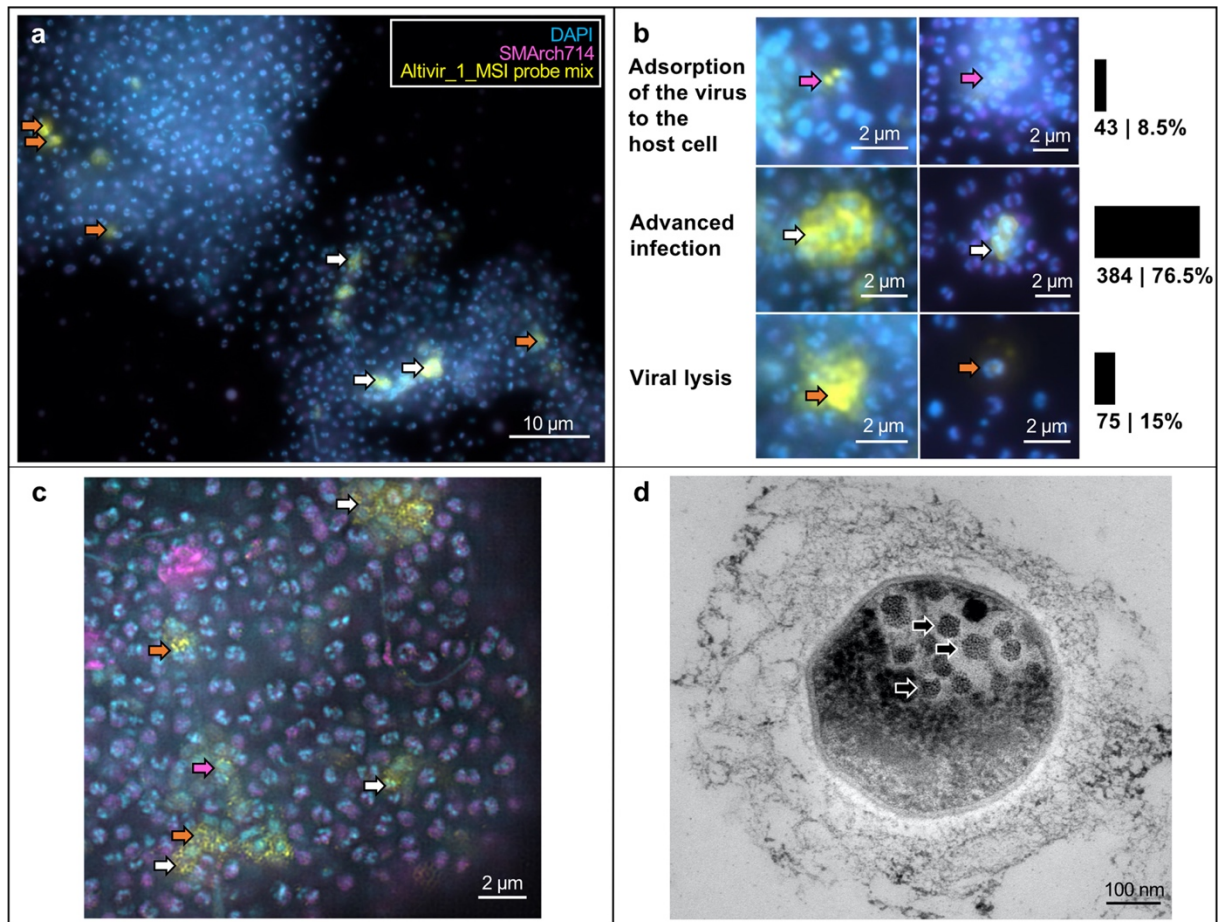 a
DAPI
SMArch714
Altivir_1_MSI probe mix
10 µm
b
Adsorption
of the virus
to the
host cell
2 µm
2 µm
43 | 8.5%
Advanced
infection
2 µm
2 µm
384 | 76.5%
Viral lysis
2 µm
2 µm
75 | 15%
c
2 µm
d
100 nm